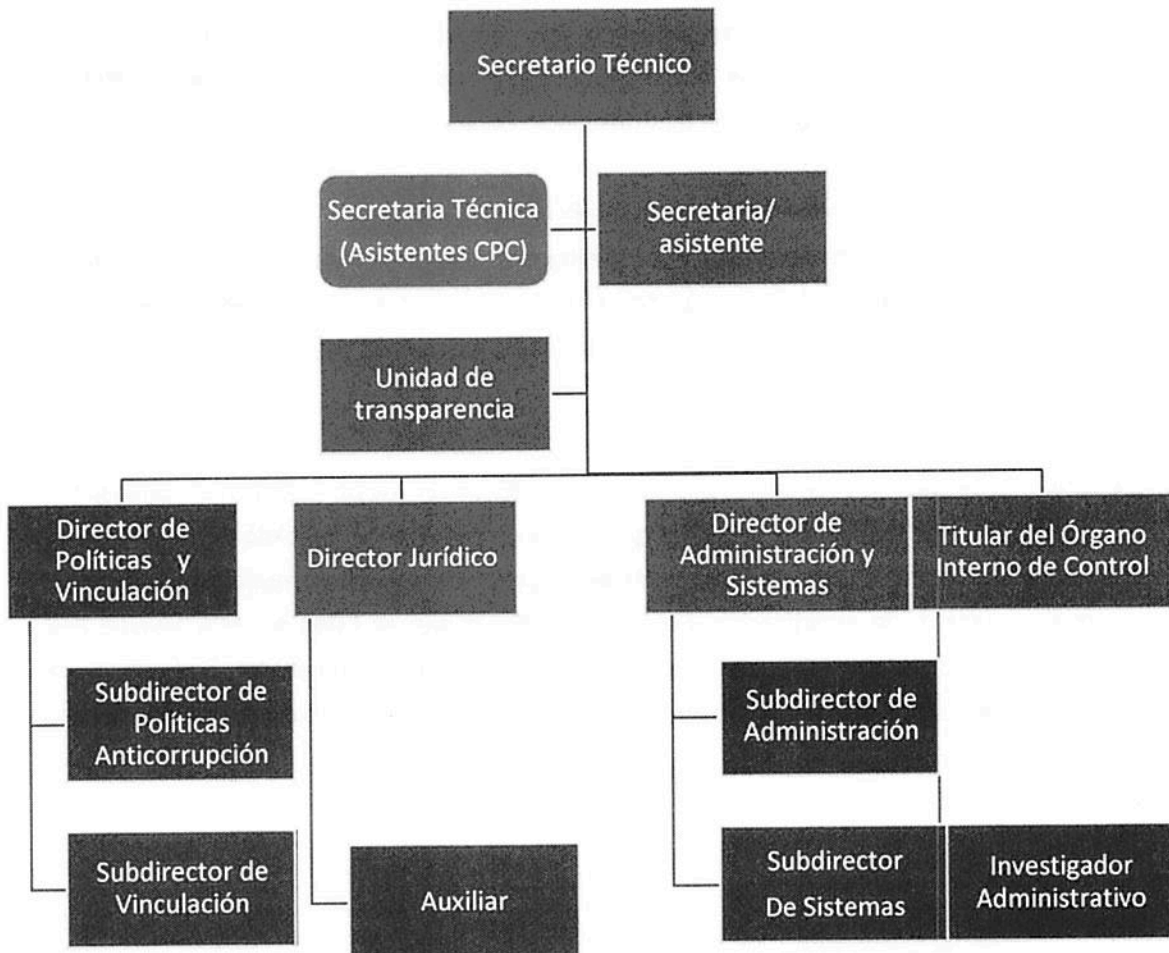 Secretario Técnico
Secretaria Técnica
(Asistentes CPC)
Secretaria/
asistente
Unidad de
transparencia
Director de
Políticas y
Vinculación
Director Jurídico
Director de
Administración y
Sistemas
Titular del Órgano
Interno de Control
Subdirector de
Políticas
Anticorrupción
Subdirector de
Administración
Subdirector de
Vinculación
Auxiliar
Subdirector
De Sistemas
Investigador
Administrativo